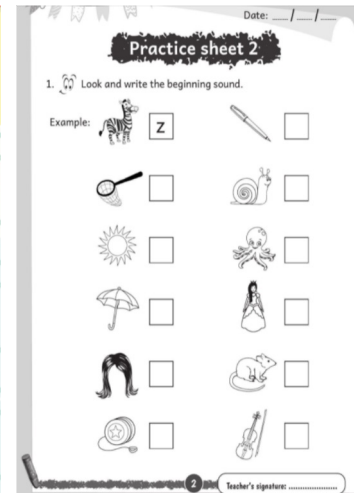 Date: ___/___/___
Practice sheet 2
1. Look and write the beginning sound.
Example:
z
2
Teacher's signature: .....................